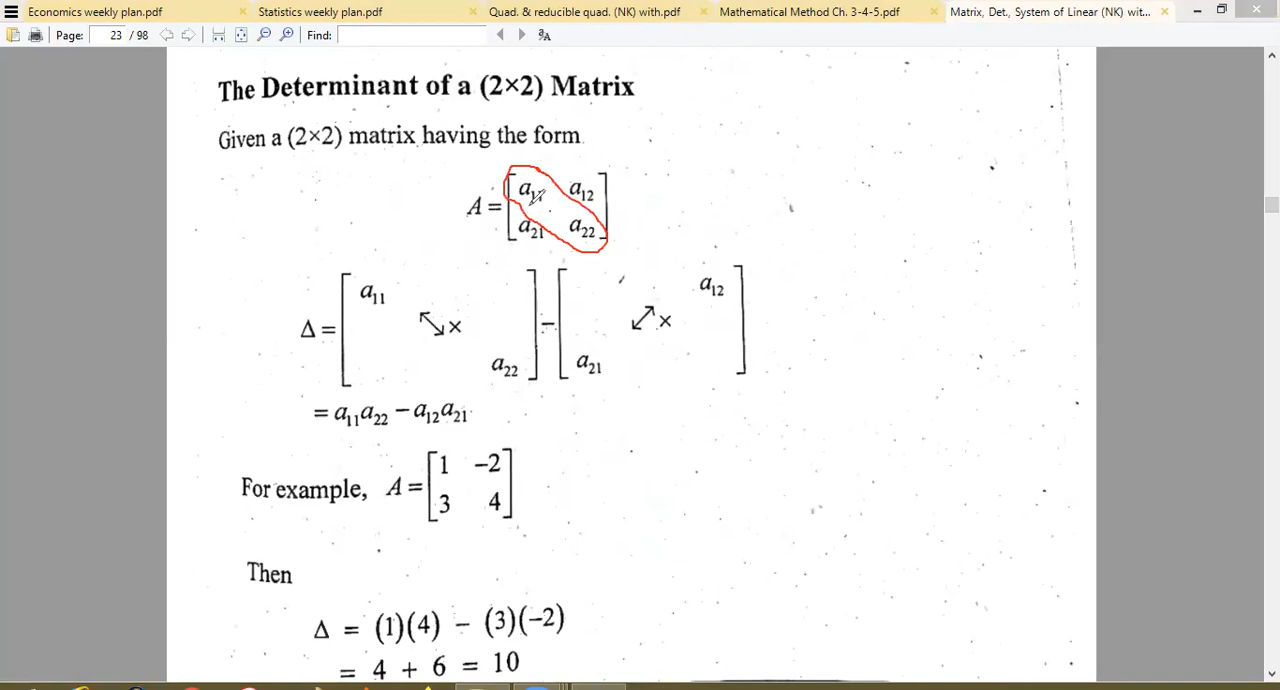 Economics weekly plan.pdf × Statistics weekly plan.pdf × Quad. & reducible quad. (NK) with.pdf × Mathematical Method Ch. 3-4-5.pdf × Matrix, Det., System of Linear (NK) wit... ×
Page: 23 / 98 Find:
The Determinant of a (2×2) Matrix
Given a (2×2) matrix having the form
A = [a₁₁ a₁₂
a₂₁ a₂₂]
Δ = [a₁₁ ↖↘ × a₂₂] − [a₂₁ ↗↙ × a₁₂]
= a₁₁a₂₂ − a₁₂a₂₁
For example, A = [1 −2
3 4]
Then
Δ = (1)(4) − (3)(−2)
= 4 + 6 = 10